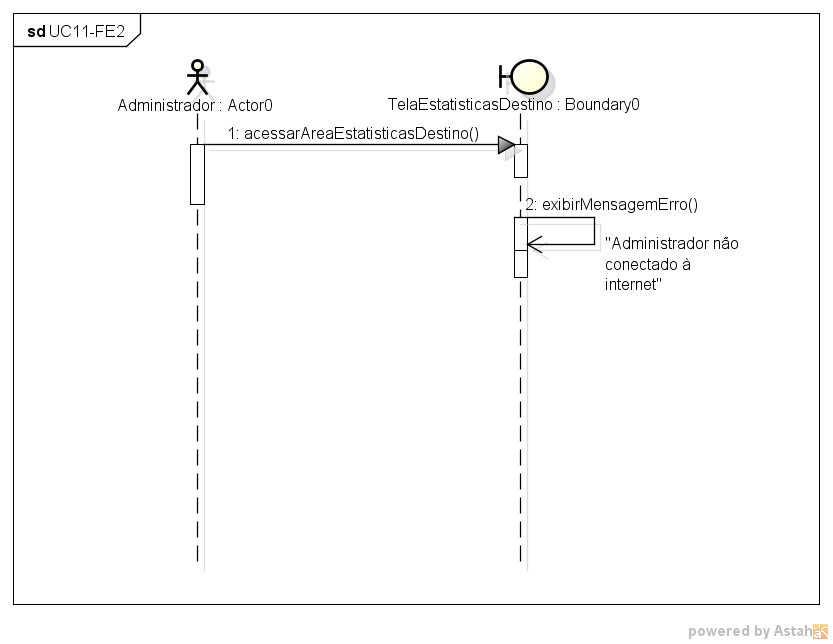 sd UC11-FE2
Administrador : Actor0
TelaEstatisticasDestino : Boundary0
1: acessarAreaEstatisticasDestino()
2: exibirMensagemErro()
"Administrador não
conectado à
internet"
powered by Astah